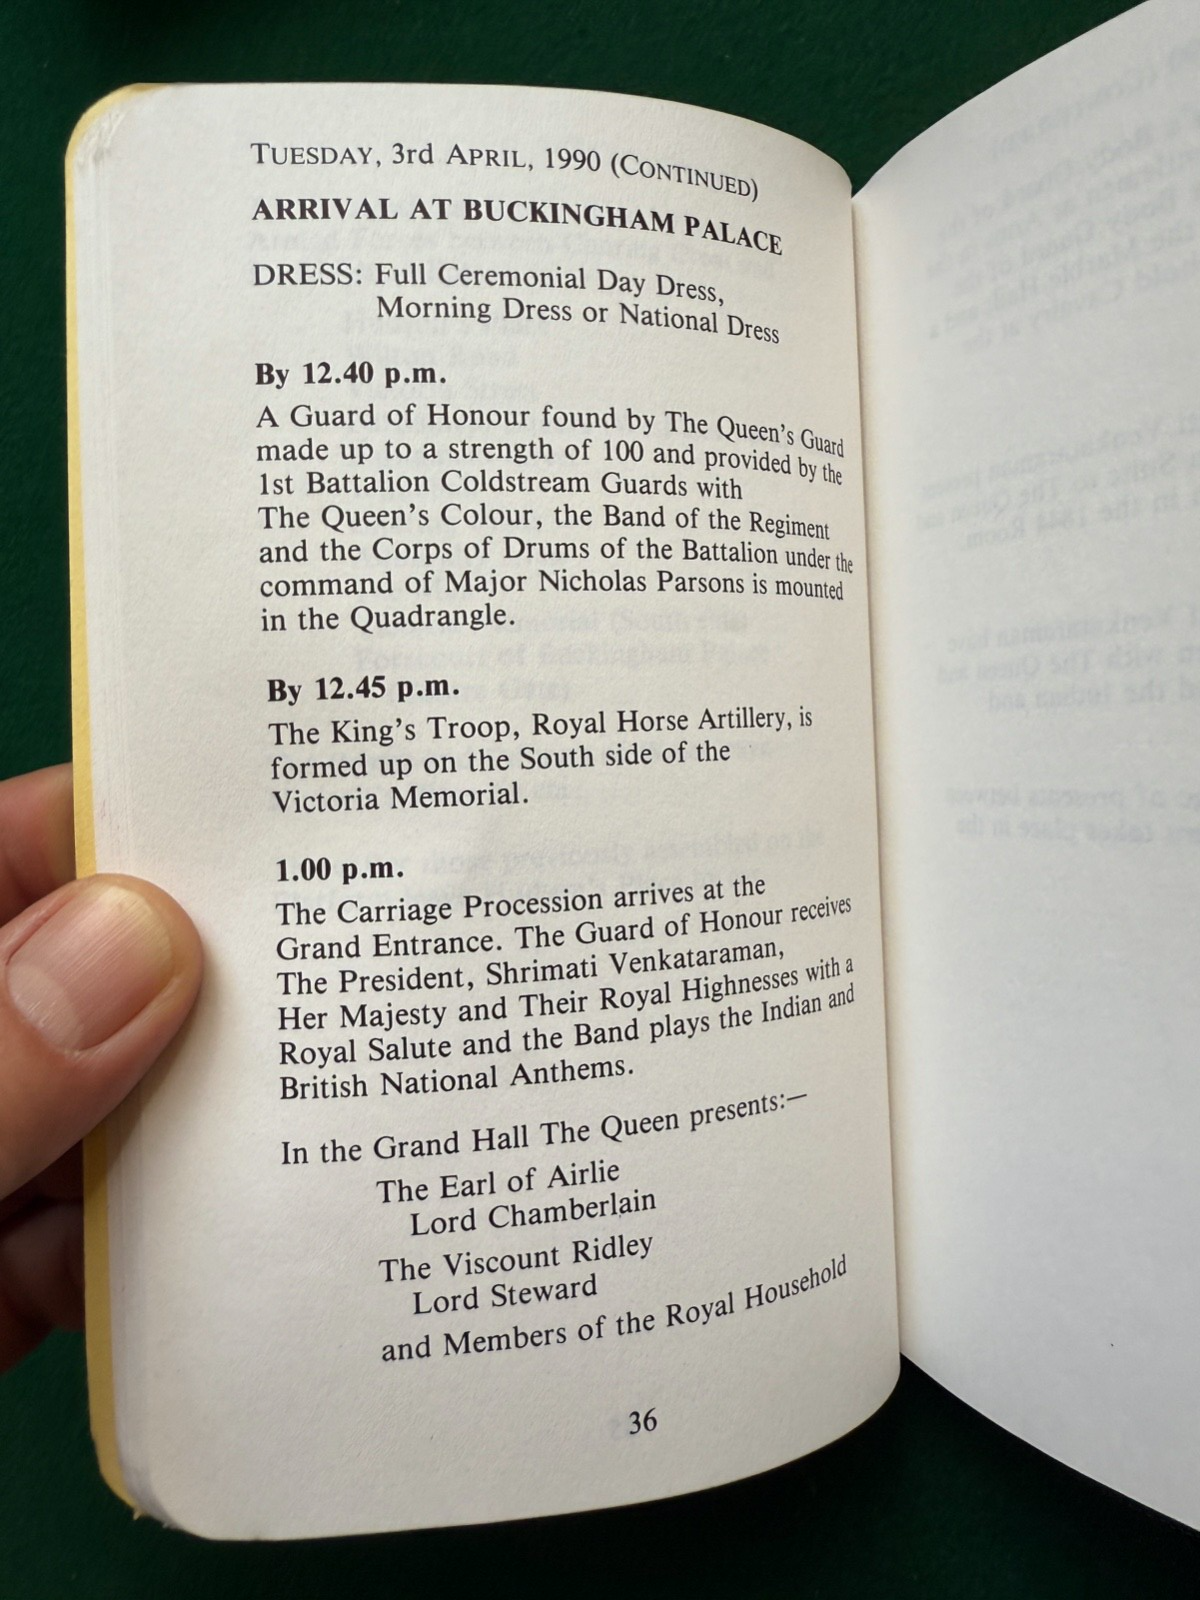 TUESDAY, 3rd APRIL, 1990 (CONTINUED)
ARRIVAL AT BUCKINGHAM PALACE
DRESS: Full Ceremonial Day Dress,
Morning Dress or National Dress
By 12.40 p.m.
A Guard of Honour found by The Queen's Guard
made up to a strength of 100 and provided by the
1st Battalion Coldstream Guards with
The Queen's Colour, the Band of the Regiment
and the Corps of Drums of the Battalion under the
command of Major Nicholas Parsons is mounted
in the Quadrangle.
By 12.45 p.m.
The King's Troop, Royal Horse Artillery, is
formed up on the South side of the
Victoria Memorial.
1.00 p.m.
The Carriage Procession arrives at the
Grand Entrance. The Guard of Honour receives
The President, Shrimati Venkataraman,
Her Majesty and Their Royal Highnesses with a
Royal Salute and the Band plays the Indian and
British National Anthems.
In the Grand Hall The Queen presents:—
The Earl of Airlie
Lord Chamberlain
The Viscount Ridley
Lord Steward
and Members of the Royal Household
36